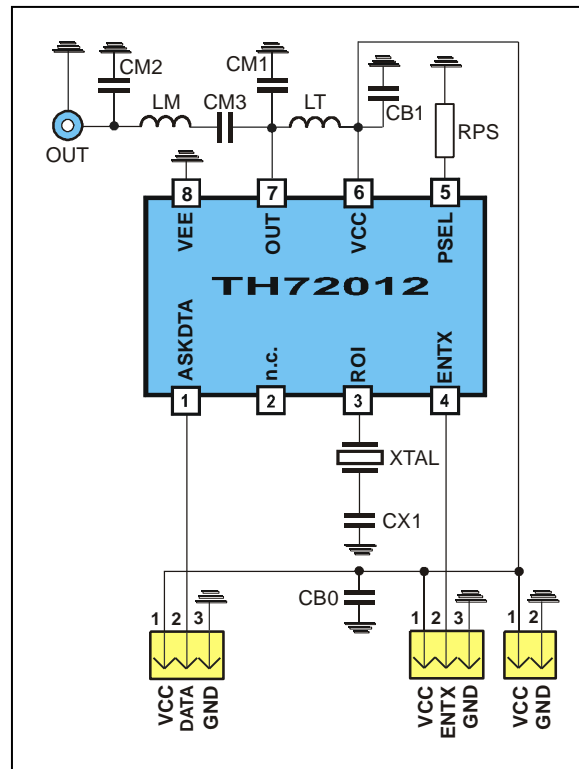 CM2
CM1
LM
CM3
LT
CB1
RPS
OUT
8
7
6
5
VEE
OUT
VCC
PSEL
TH72012
ASKDTA
n.c.
ROI
ENTX
1
2
3
4
XTAL
CX1
CB0
1 2 3
1 2 3
1 2
VCC
DATA
GND
VCC
ENTX
GND
VCC
GND